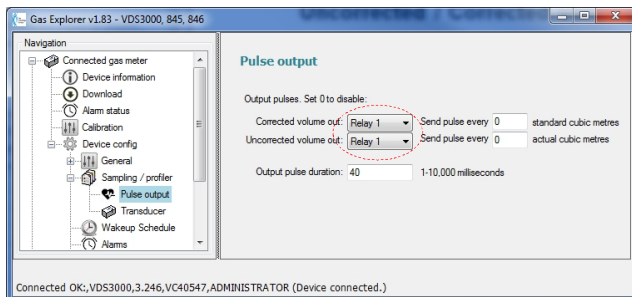 Gas Explorer v1.83 - VDS3000, 845, 846
Uncorrected / Corrected
Navigation
Connected gas meter
Device information
Download
Alarm status
Calibration
Device config
General
Sampling / profiler
Pulse output
Transducer
Wakeup Schedule
Alarms
Pulse output
Output pulses. Set 0 to disable:
Corrected volume out: Relay 1 Send pulse every 0 standard cubic metres
Uncorrected volume out: Relay 1 Send pulse every 0 actual cubic metres
Output pulse duration: 40 1-10,000 milliseconds
Connected OK:,VDS3000,3.246,VC40547,ADMINISTRATOR (Device connected.)